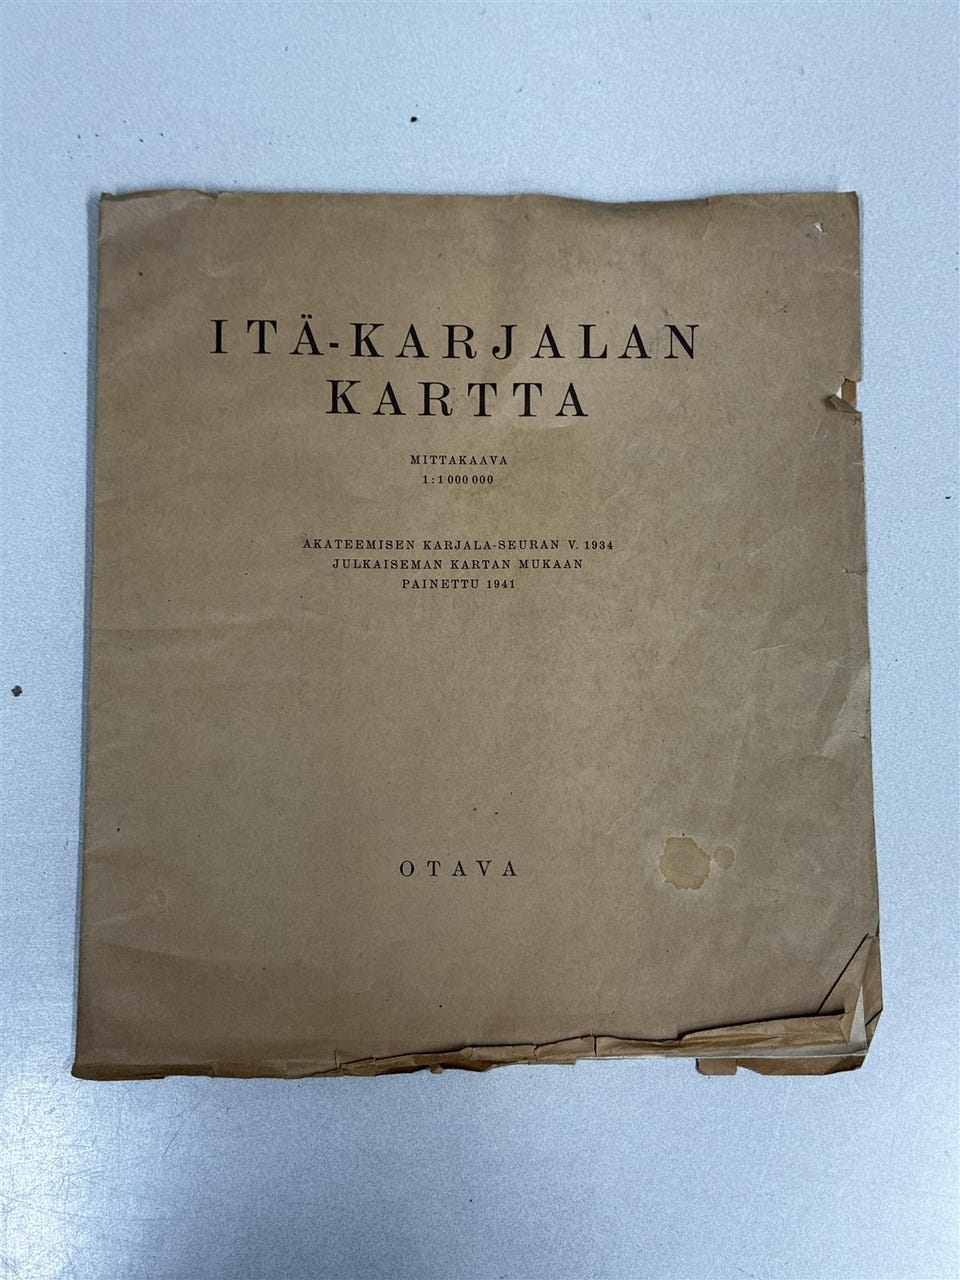 ITÄ-KARJALAN
KARTTA
MITTAKAAVA
1:1 000 000
AKATEEMISEN KARJALA-SEURAN V. 1934
JULKAISEMAN KARTAN MUKAAN
PAINETTU 1941
OTAVA